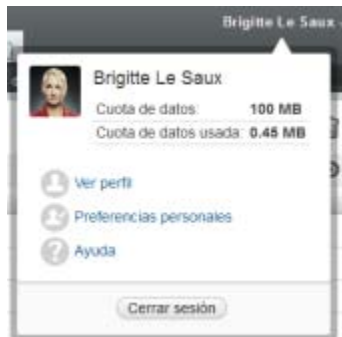 Brigitte Le Saux
Brigitte Le Saux
Cuota de datos: 100 MB
Cuota de datos usada: 0.45 MB
Ver perfil
Preferencias personales
Ayuda
Cerrar sesión